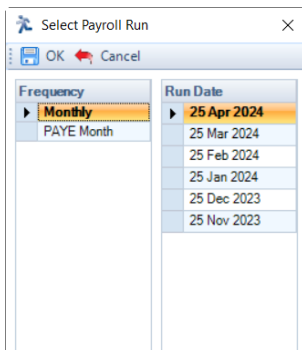 Select Payroll Run
OK Cancel
Frequency
Monthly
PAYE Month
Run Date
25 Apr 2024
25 Mar 2024
25 Feb 2024
25 Jan 2024
25 Dec 2023
25 Nov 2023